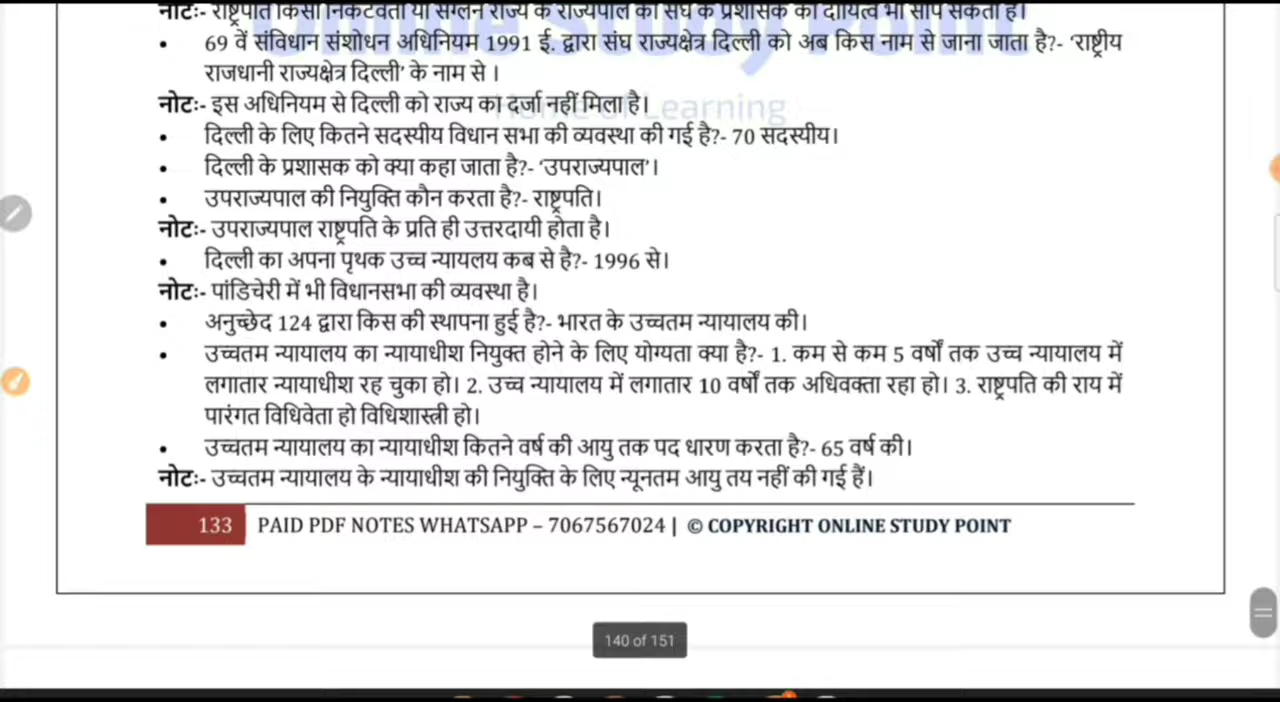 नोटः- राष्ट्रपति किसी निकटवर्ती या संलग्न राज्य के राज्यपाल को संघ के प्रशासक का दायित्व भी सौंप सकता है।
• 69 वें संविधान संशोधन अधिनियम 1991 ई. द्वारा संघ राज्यक्षेत्र दिल्ली को अब किस नाम से जाना जाता है?- ‘राष्ट्रीय
राजधानी राज्यक्षेत्र दिल्ली’ के नाम से ।
नोटः- इस अधिनियम से दिल्ली को राज्य का दर्जा नहीं मिला है।
Home of Learning
• दिल्ली के लिए कितने सदस्यीय विधान सभा की व्यवस्था की गई है?- 70 सदस्यीय।
• दिल्ली के प्रशासक को क्या कहा जाता है?- ‘उपराज्यपाल’।
• उपराज्यपाल की नियुक्ति कौन करता है?- राष्ट्रपति।
नोटः- उपराज्यपाल राष्ट्रपति के प्रति ही उत्तरदायी होता है।
• दिल्ली का अपना पृथक उच्च न्यायलय कब से है?- 1996 से।
नोटः- पांडिचेरी में भी विधानसभा की व्यवस्था है।
• अनुच्छेद 124 द्वारा किस की स्थापना हुई है?- भारत के उच्चतम न्यायालय की।
• उच्चतम न्यायालय का न्यायाधीश नियुक्त होने के लिए योग्यता क्या है?- 1. कम से कम 5 वर्षों तक उच्च न्यायालय में
लगातार न्यायाधीश रह चुका हो। 2. उच्च न्यायालय में लगातार 10 वर्षों तक अधिवक्ता रहा हो। 3. राष्ट्रपति की राय में
पारंगत विधिवेता हो विधिशास्त्री हो।
• उच्चतम न्यायालय का न्यायाधीश कितने वर्ष की आयु तक पद धारण करता है?- 65 वर्ष की।
नोटः- उच्चतम न्यायालय के न्यायाधीश की नियुक्ति के लिए न्यूनतम आयु तय नहीं की गई हैं।
133 PAID PDF NOTES WHATSAPP – 7067567024 | © COPYRIGHT ONLINE STUDY POINT
140 of 151